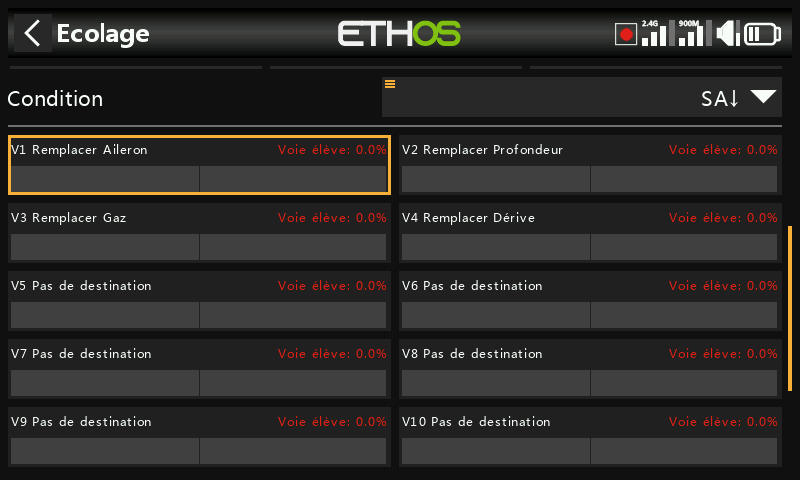 Ecolage
ETHOS
2.4G
900M
Condition
SA↓
V1 Remplacer Aileron
Voie élève: 0.0%
V2 Remplacer Profondeur
Voie élève: 0.0%
V3 Remplacer Gaz
Voie élève: 0.0%
V4 Remplacer Dérive
Voie élève: 0.0%
V5 Pas de destination
Voie élève: 0.0%
V6 Pas de destination
Voie élève: 0.0%
V7 Pas de destination
Voie élève: 0.0%
V8 Pas de destination
Voie élève: 0.0%
V9 Pas de destination
Voie élève: 0.0%
V10 Pas de destination
Voie élève: 0.0%